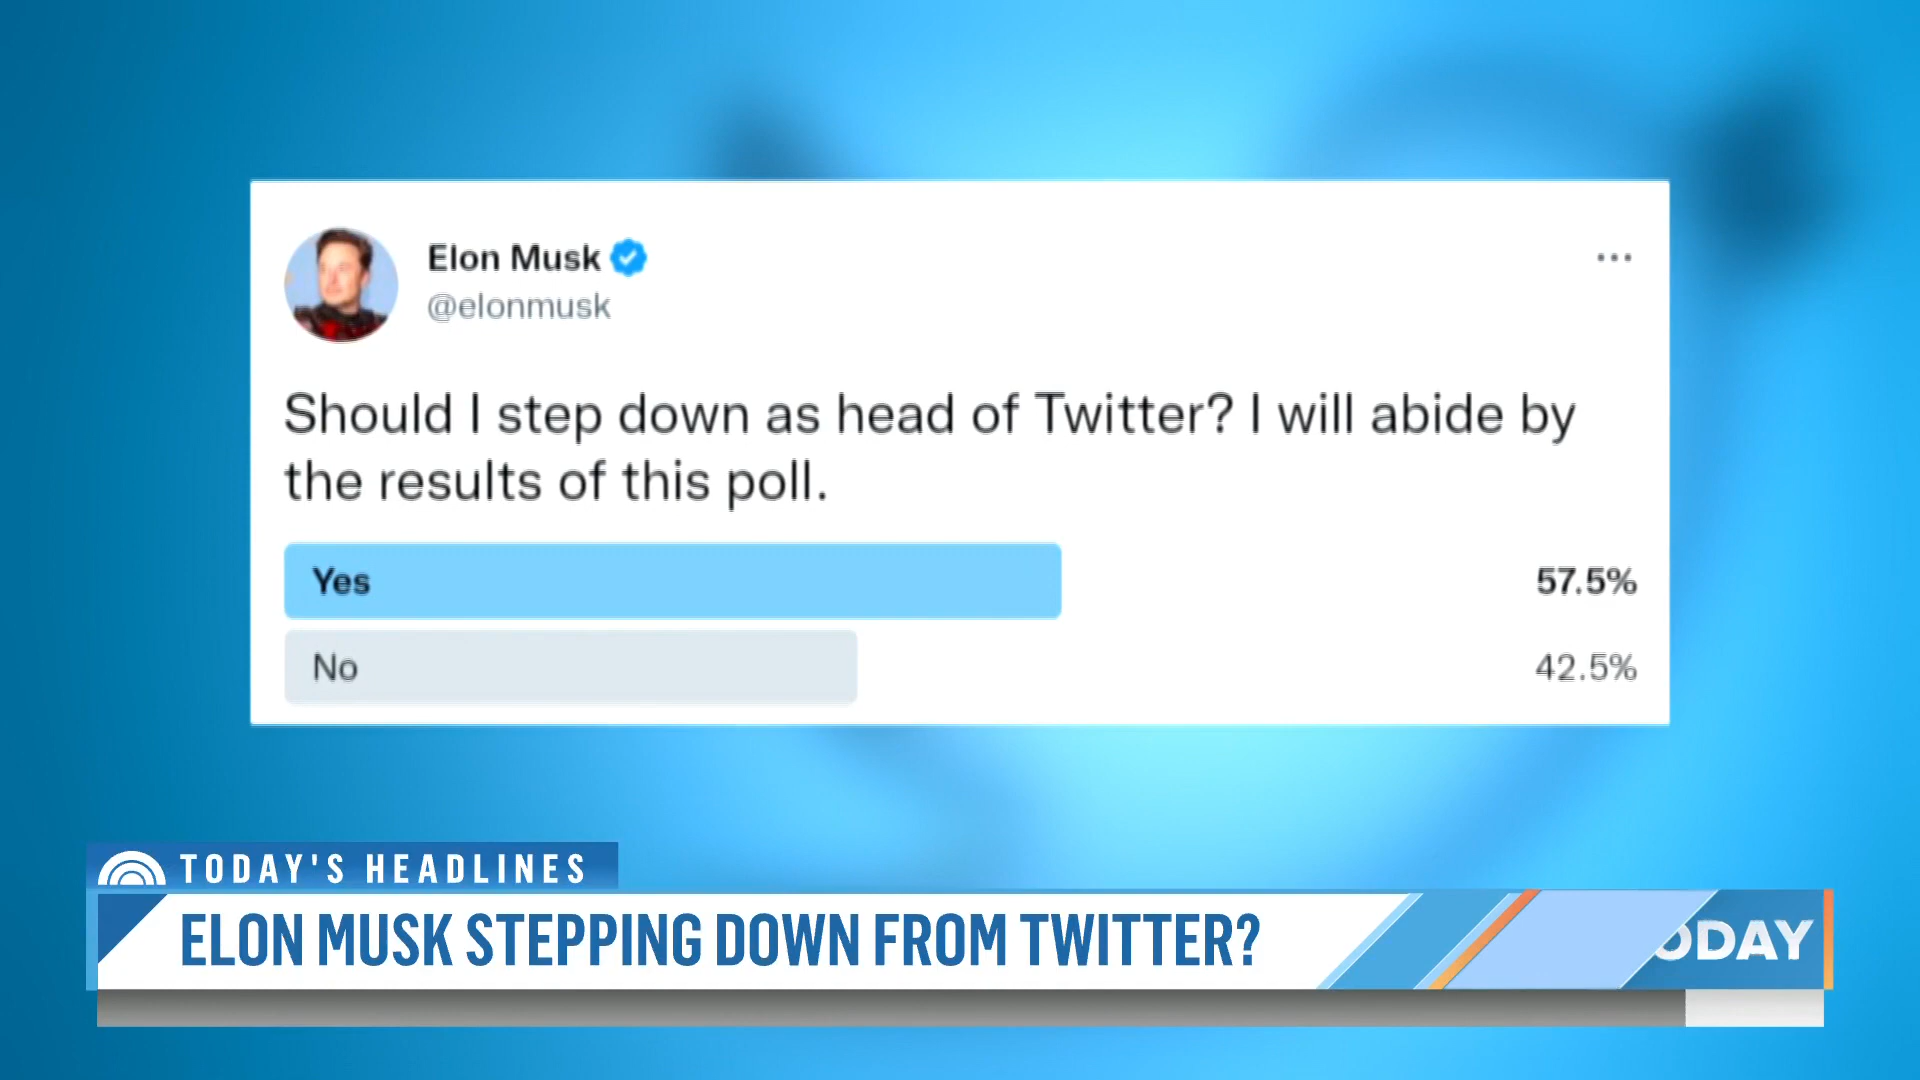 Elon Musk
@elonmusk
Should I step down as head of Twitter? I will abide by
the results of this poll.
Yes 57.5%
No 42.5%
TODAY'S HEADLINES
ELON MUSK STEPPING DOWN FROM TWITTER?
ODAY